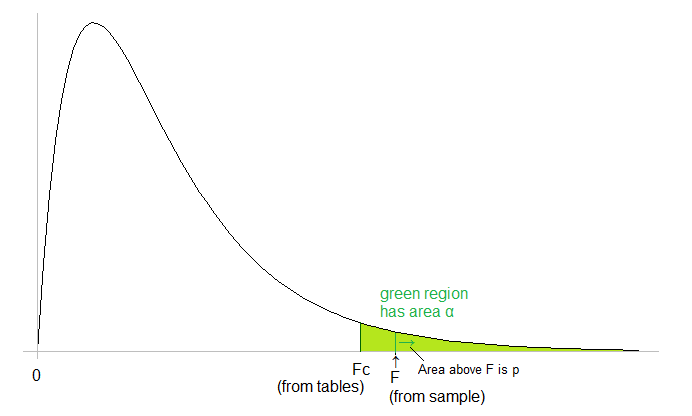 green region
has area α
0
Fc
(from tables)
↑
F
(from sample)
→
Area above F is p